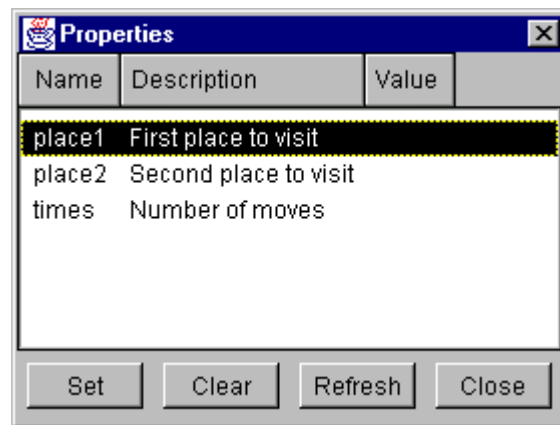 Properties
Name Description Value
place1 First place to visit
place2 Second place to visit
times Number of moves
Set Clear Refresh Close